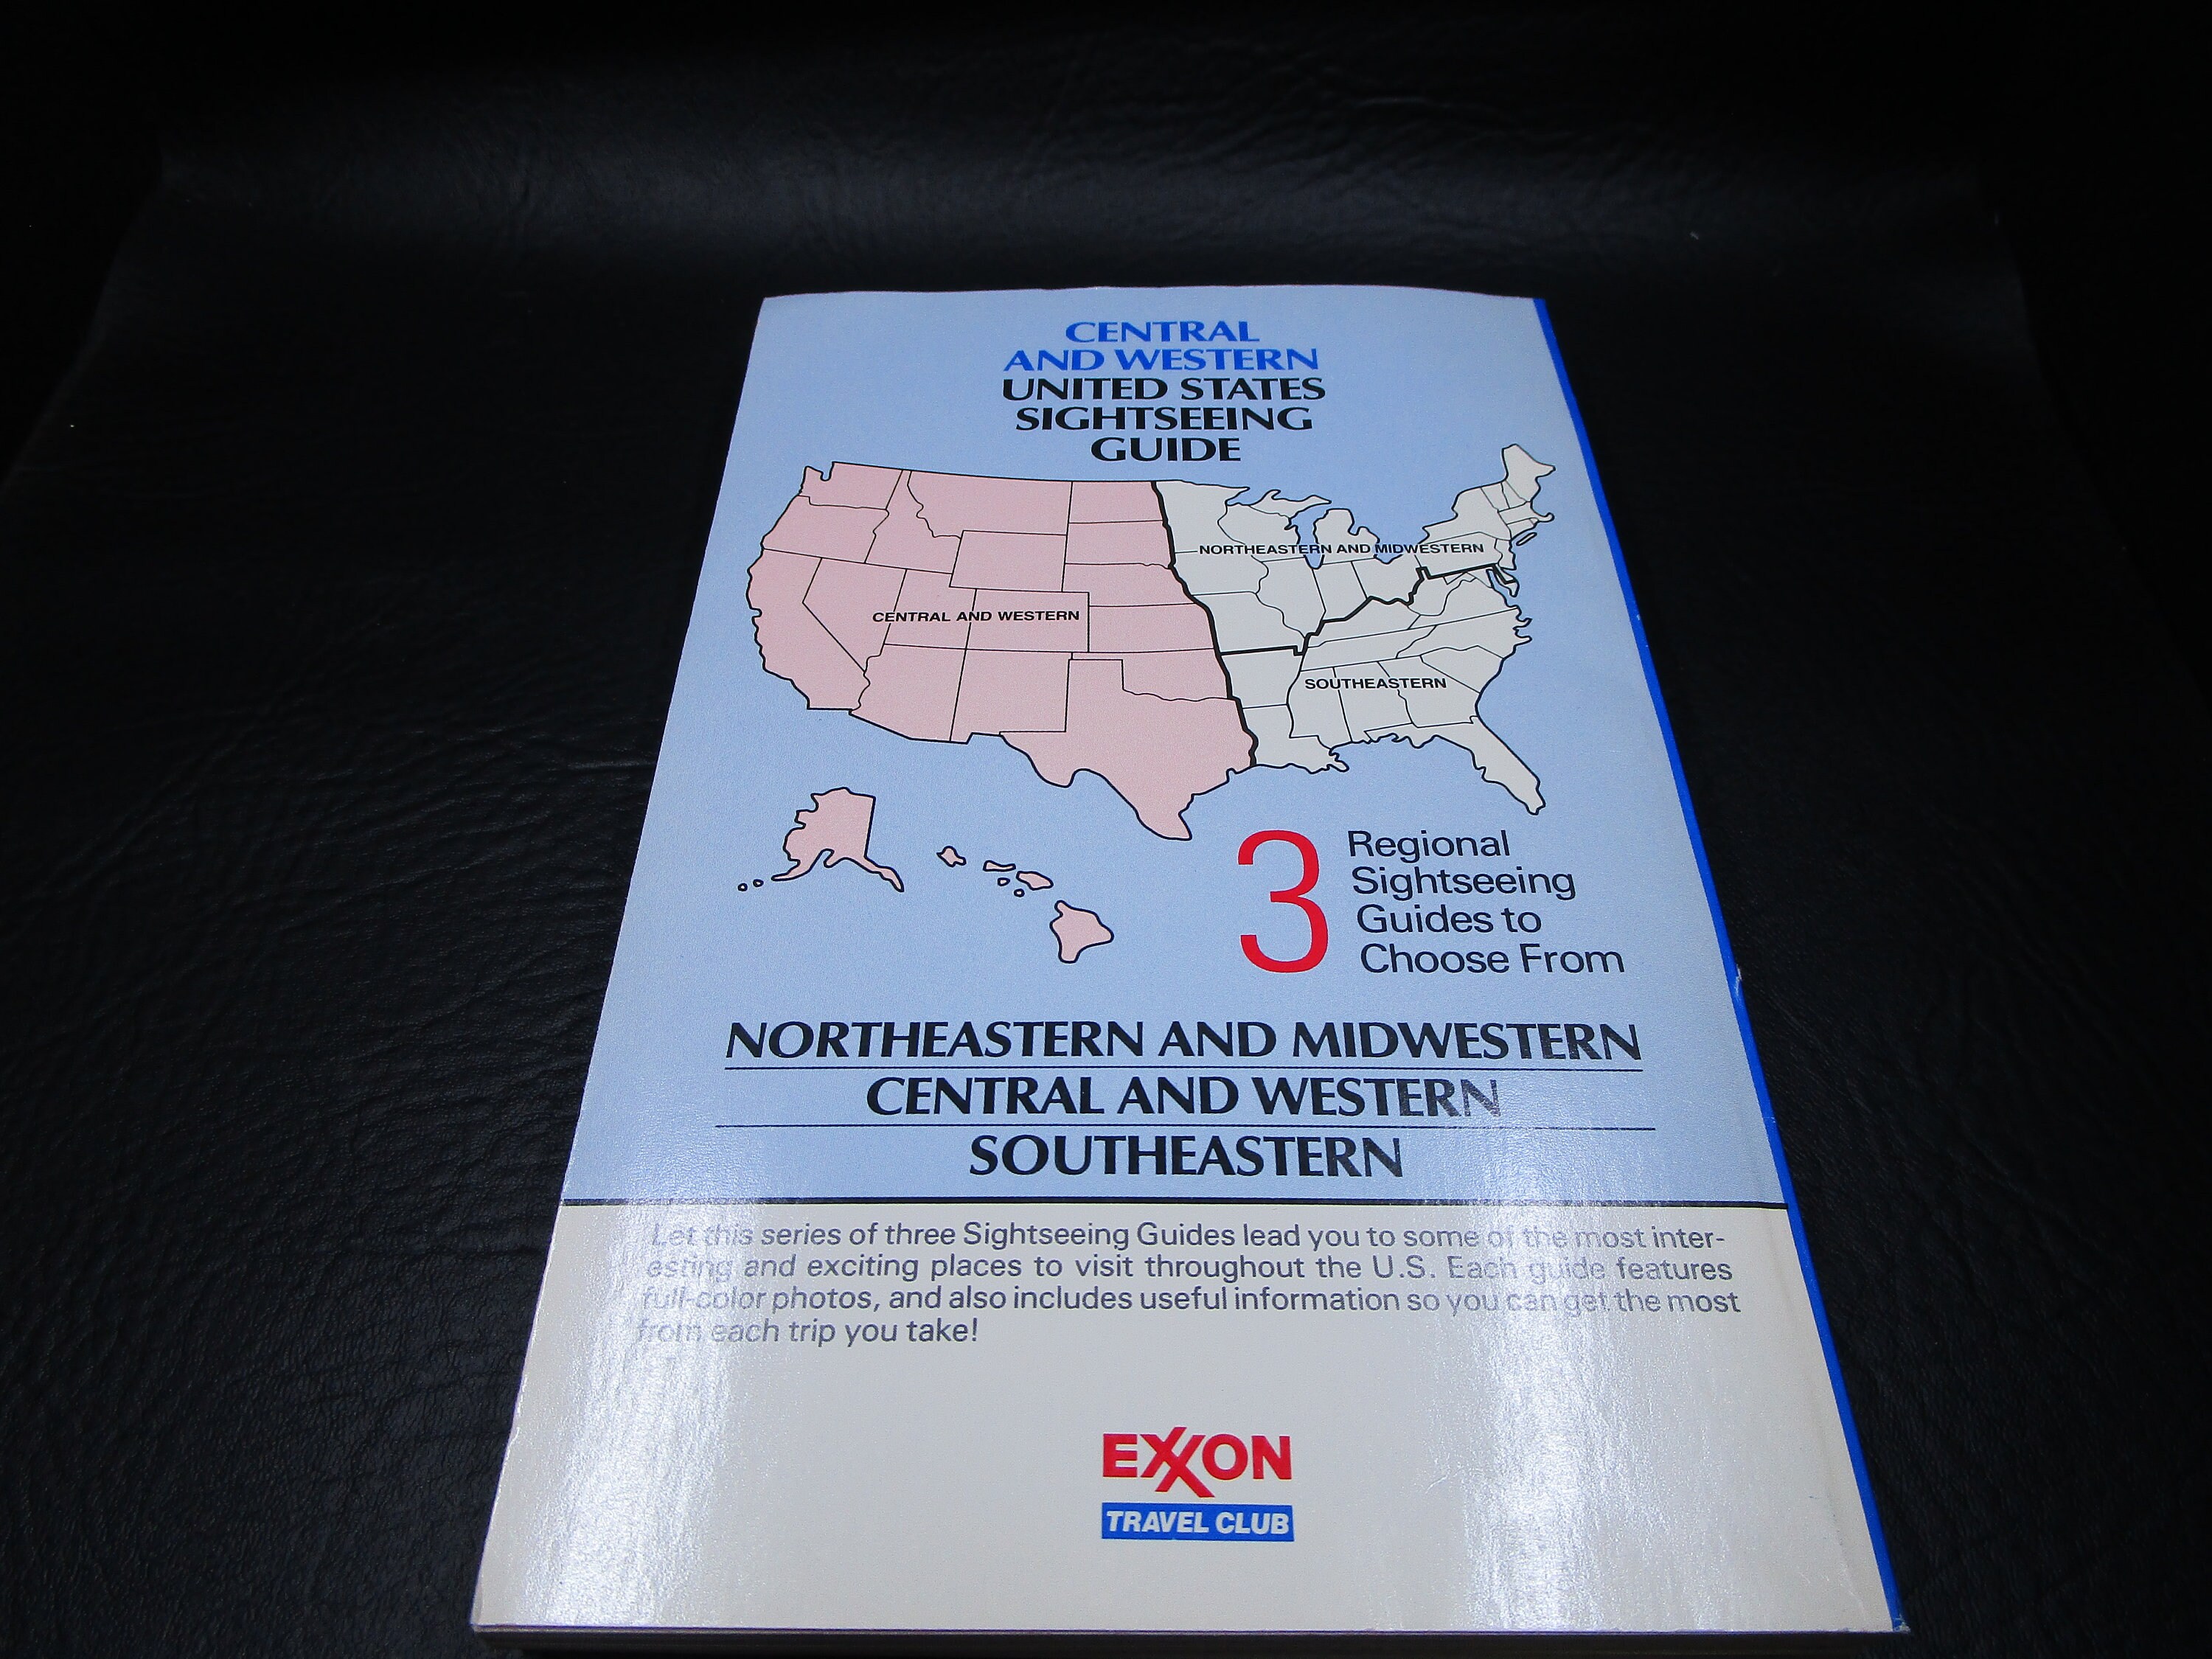 CENTRAL
AND WESTERN
UNITED STATES
SIGHTSEEING
GUIDE
NORTHEASTERN AND MIDWESTERN
CENTRAL AND WESTERN
SOUTHEASTERN
3
Regional
Sightseeing
Guides to
Choose From
NORTHEASTERN AND MIDWESTERN
CENTRAL AND WESTERN
SOUTHEASTERN
Let this series of three Sightseeing Guides lead you to some of the most inter-
esting and exciting places to visit throughout the U.S. Each guide features
full-color photos, and also includes useful information so you can get the most
from each trip you take!
EXXON
TRAVEL CLUB